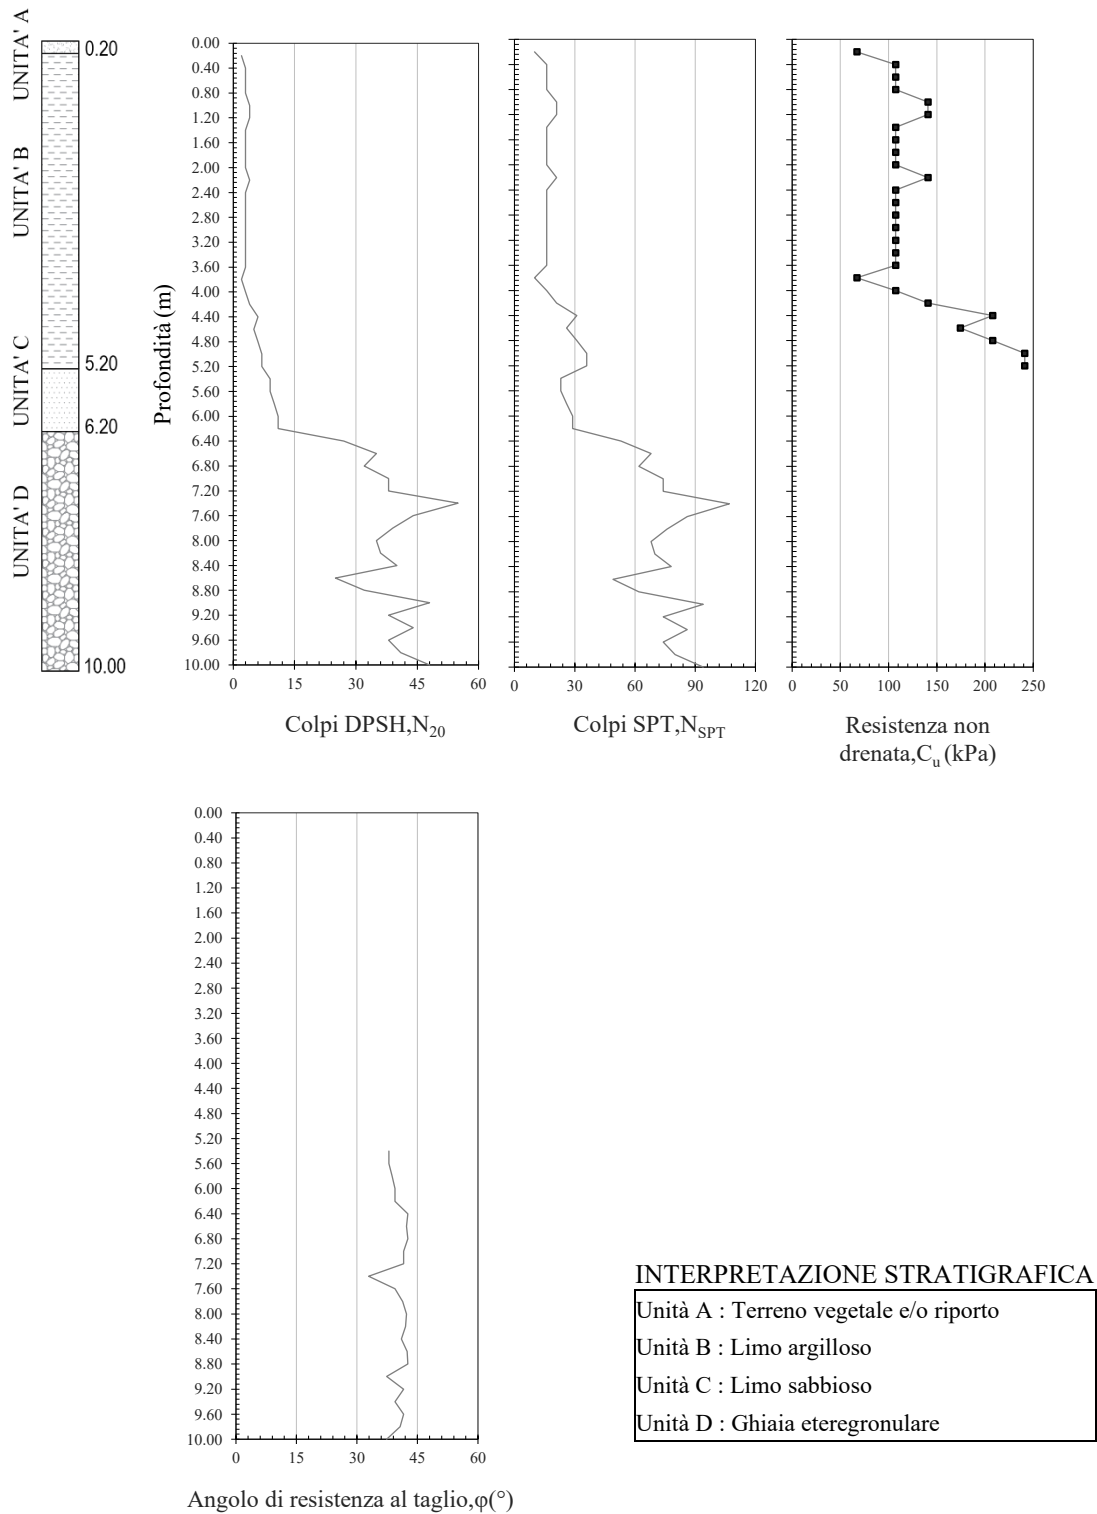 UNITA' A
UNITA' B
UNITA' C
UNITA' D
0.20
5.20
6.20
10.00
Profondità (m)
0.00
0.40
0.80
1.20
1.60
2.00
2.40
2.80
3.20
3.60
4.00
4.40
4.80
5.20
5.60
6.00
6.40
6.80
7.20
7.60
8.00
8.40
8.80
9.20
9.60
10.00
0 15 30 45 60
Colpi DPSH,N20
0 30 60 90 120
Colpi SPT,NSPT
0 50 100 150 200 250
Resistenza non
drenata,Cu (kPa)
0.00
0.40
0.80
1.20
1.60
2.00
2.40
2.80
3.20
3.60
4.00
4.40
4.80
5.20
5.60
6.00
6.40
6.80
7.20
7.60
8.00
8.40
8.80
9.20
9.60
10.00
0 15 30 45 60
Angolo di resistenza al taglio,φ(°)
INTERPRETAZIONE STRATIGRAFICA
Unità A : Terreno vegetale e/o riporto
Unità B : Limo argilloso
Unità C : Limo sabbioso
Unità D : Ghiaia eteregronulare